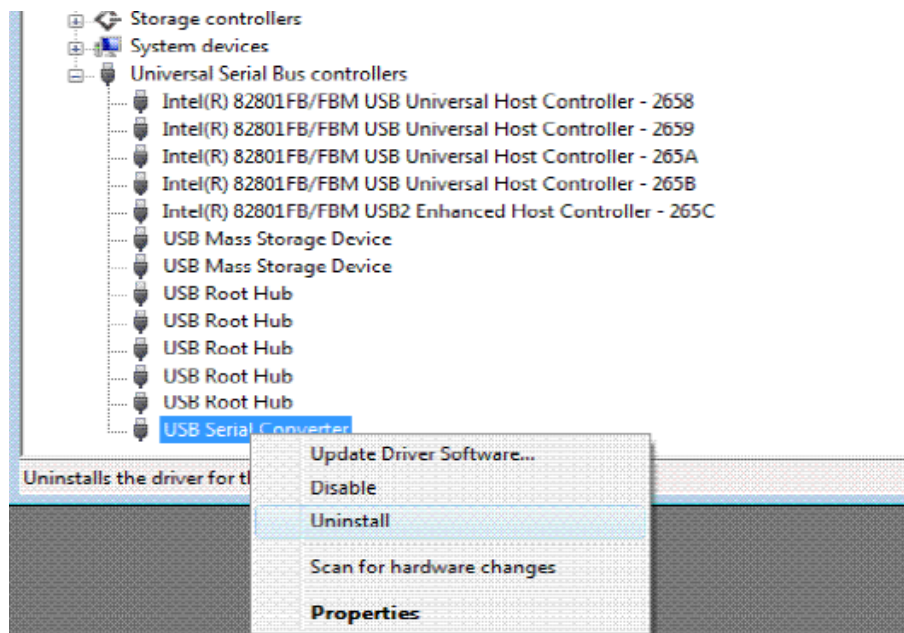 Storage controllers
System devices
Universal Serial Bus controllers
Intel(R) 82801FB/FBM USB Universal Host Controller - 2658
Intel(R) 82801FB/FBM USB Universal Host Controller - 2659
Intel(R) 82801FB/FBM USB Universal Host Controller - 265A
Intel(R) 82801FB/FBM USB Universal Host Controller - 265B
Intel(R) 82801FB/FBM USB2 Enhanced Host Controller - 265C
USB Mass Storage Device
USB Mass Storage Device
USB Root Hub
USB Root Hub
USB Root Hub
USB Root Hub
USB Root Hub
USB Serial Converter
Update Driver Software...
Uninstalls the driver for
Disable
Uninstall
Scan for hardware changes
Properties